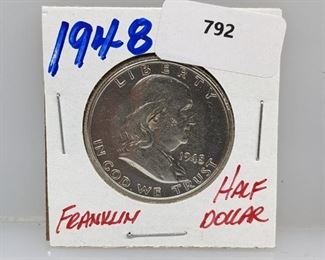 1948
792
LIBERTY
1948
IN GOD WE TRUST
FRANKLIN
HALF
DOLLAR